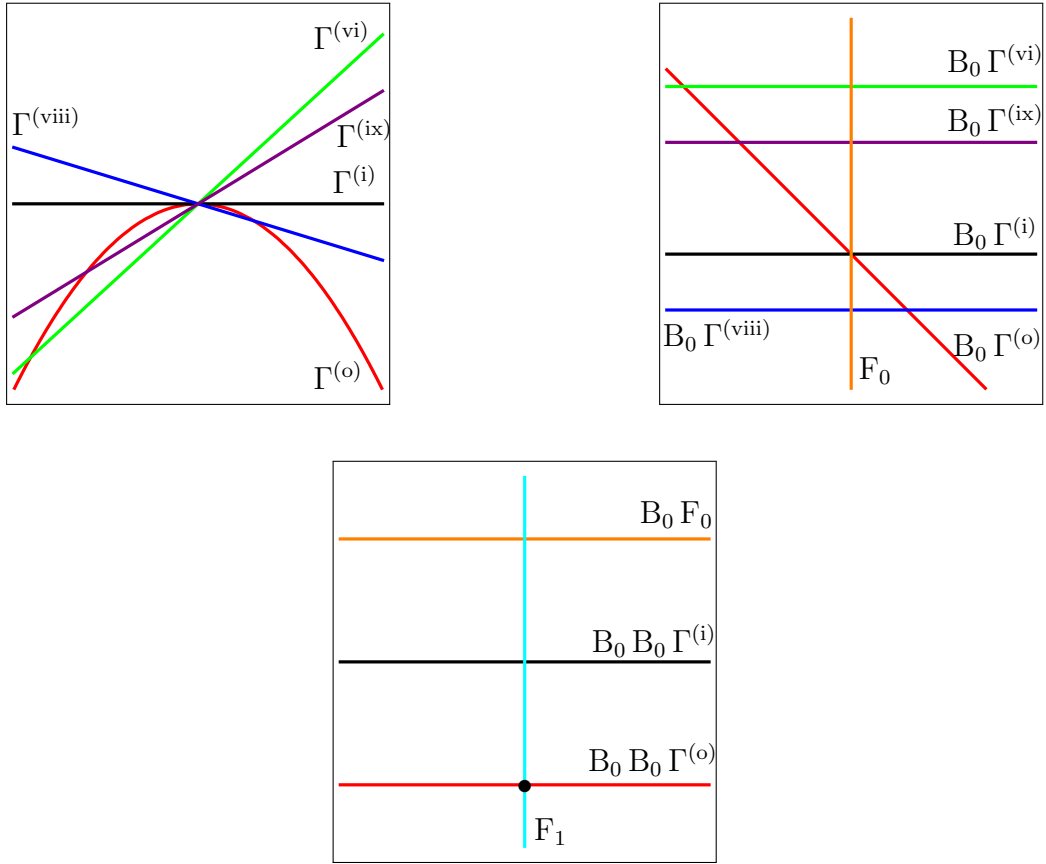 Γ^(vi)
Γ^(viii)
Γ^(ix)
Γ^(i)
Γ^(o)
B₀ Γ^(vi)
B₀ Γ^(ix)
B₀ Γ^(i)
B₀ Γ^(viii)
B₀ Γ^(o)
F₀
B₀ F₀
B₀ B₀ Γ^(i)
B₀ B₀ Γ^(o)
F₁